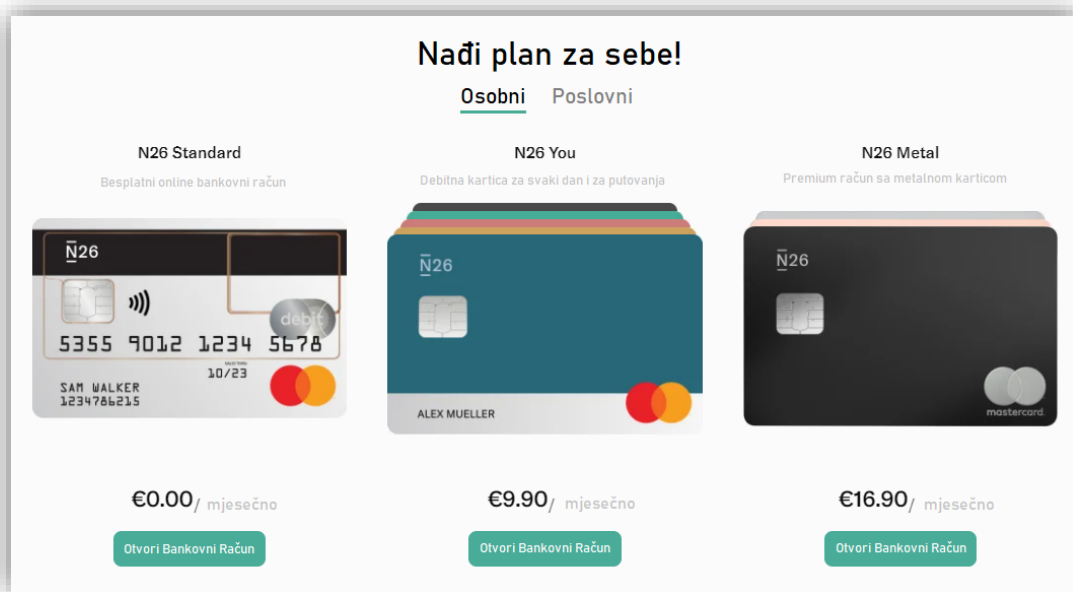 Nađi plan za sebe!
Osobni Poslovni
N26 Standard
Besplatni online bankovni račun
N26
debit
5355 9012 1234 5678
10/23
SAM WALKER
1234786215
€0.00/ mjesečno
Otvori Bankovni Račun
N26 You
Debitna kartica za svaki dan i za putovanja
N26
ALEX MUELLER
€9.90/ mjesečno
Otvori Bankovni Račun
N26 Metal
Premium račun sa metalnom karticom
N26
mastercard.
€16.90/ mjesečno
Otvori Bankovni Račun